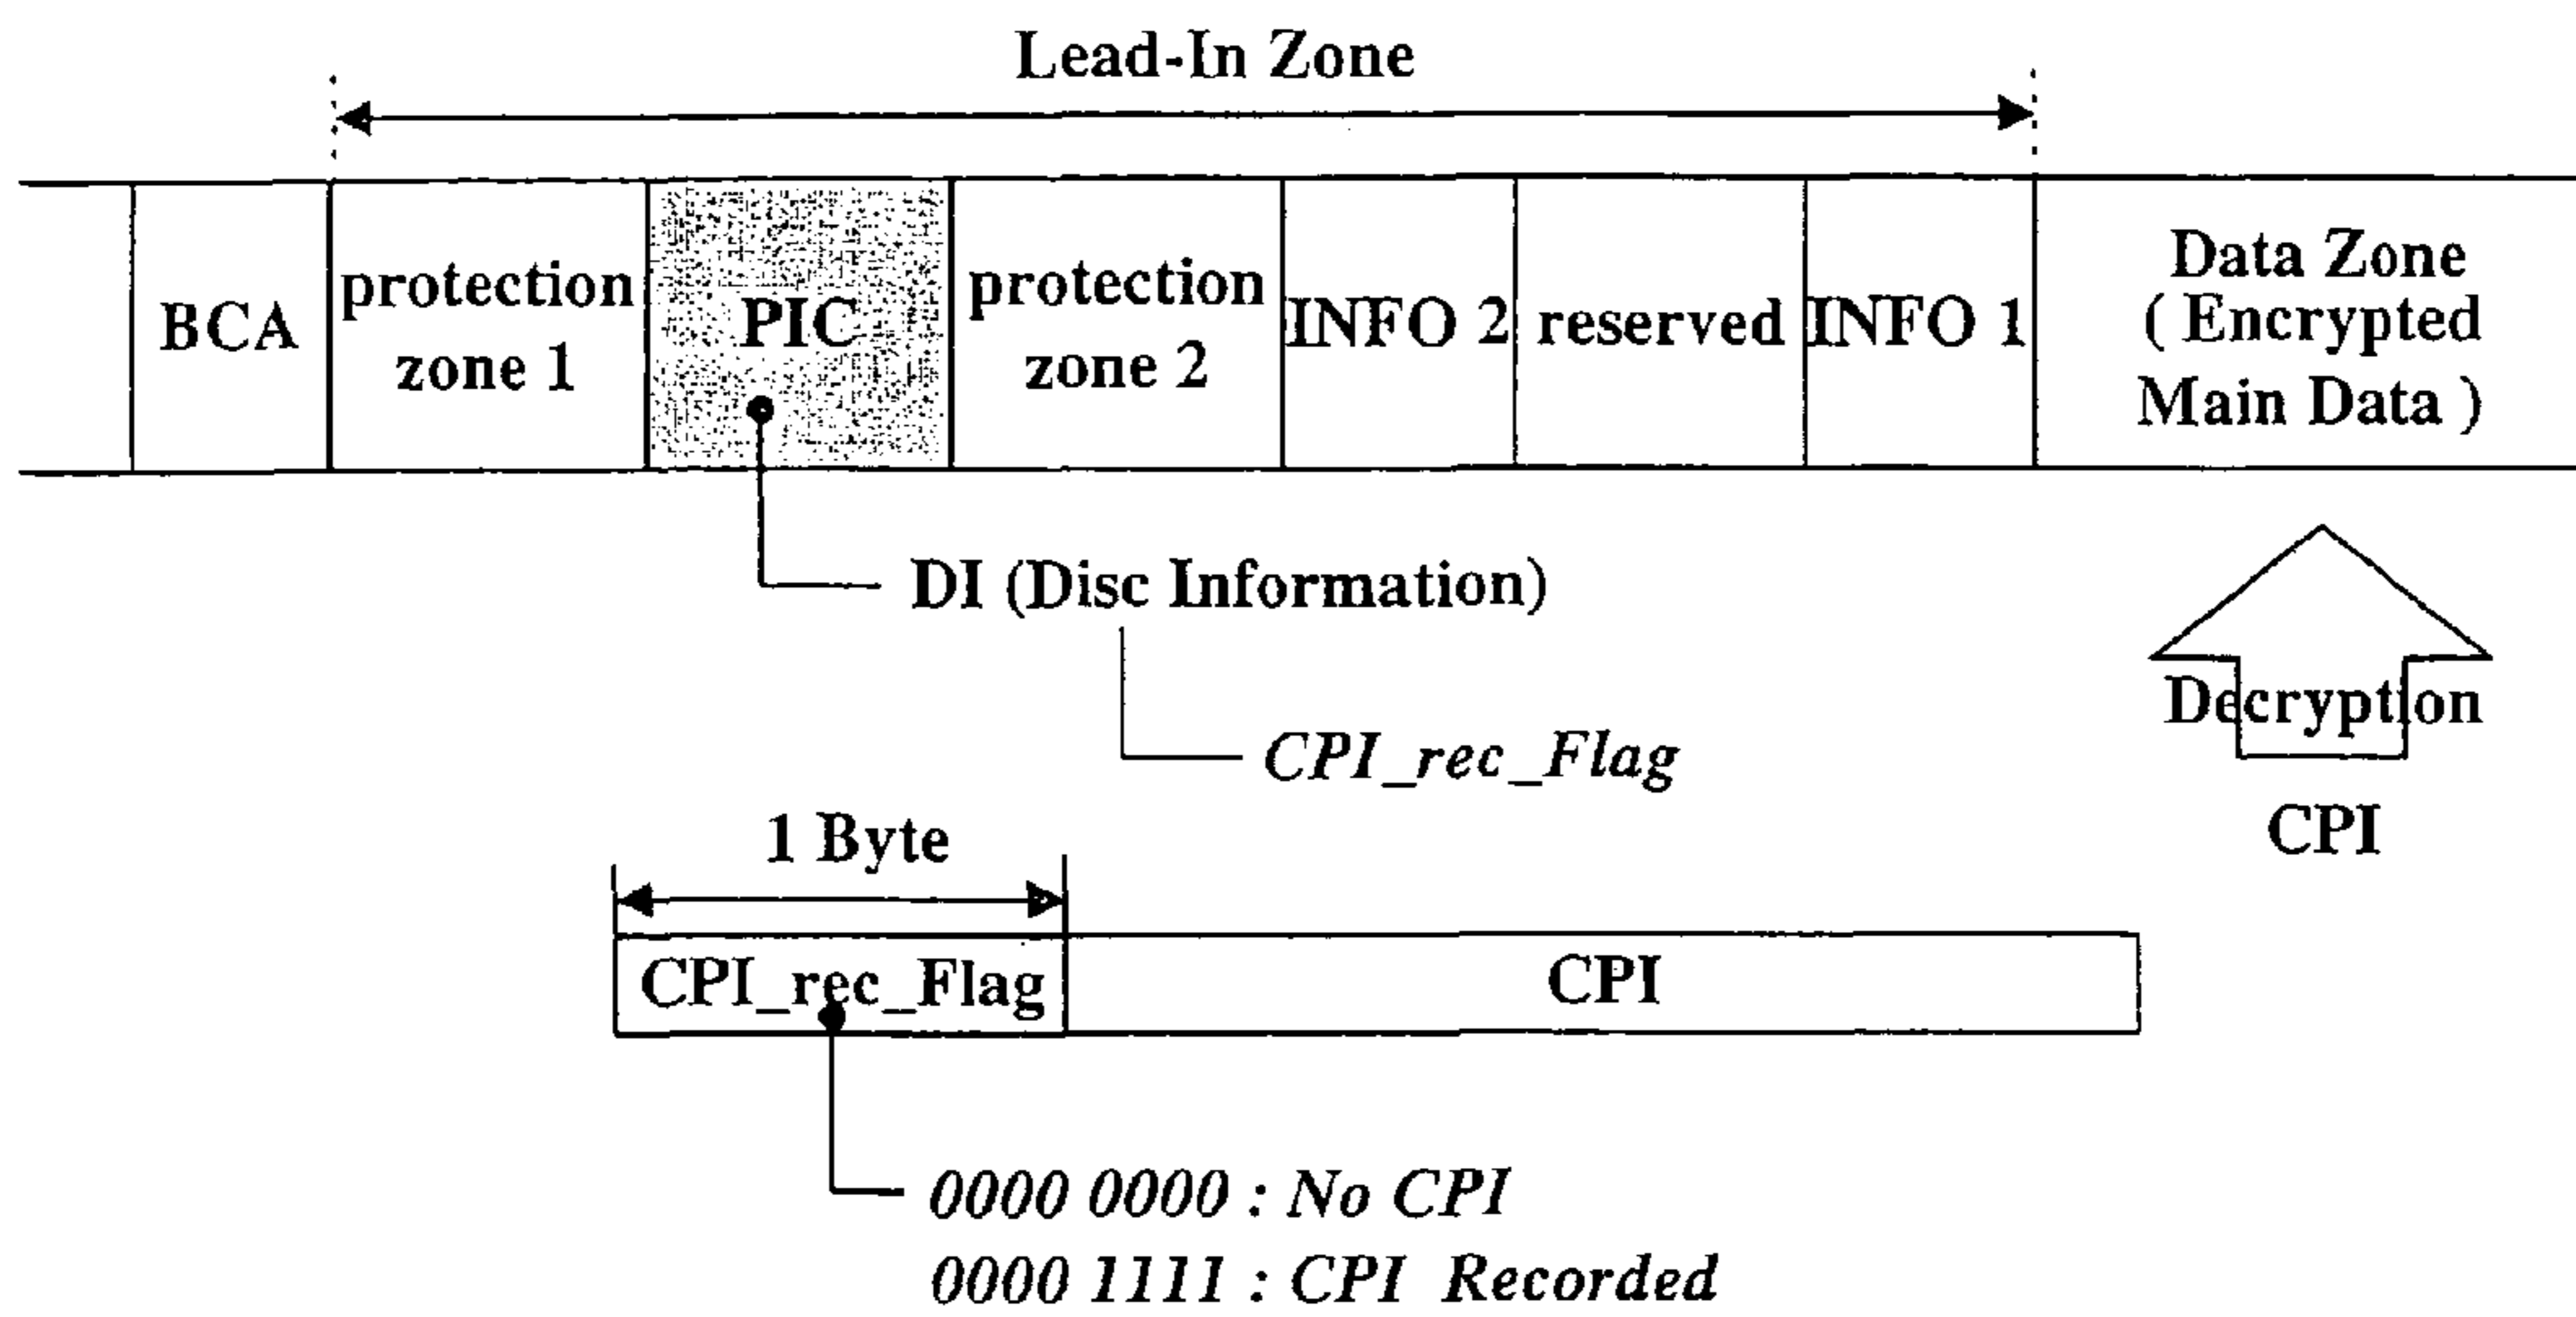 Lead-In Zone
BCA
protection
zone 1
PIC
protection
zone 2
INFO 2
reserved
INFO 1
Data Zone
( Encrypted
Main Data )
DI (Disc Information)
CPI_rec_Flag
Decryption
CPI
1 Byte
CPI_rec_Flag
CPI
0000 0000 : No CPI
0000 1111 : CPI Recorded